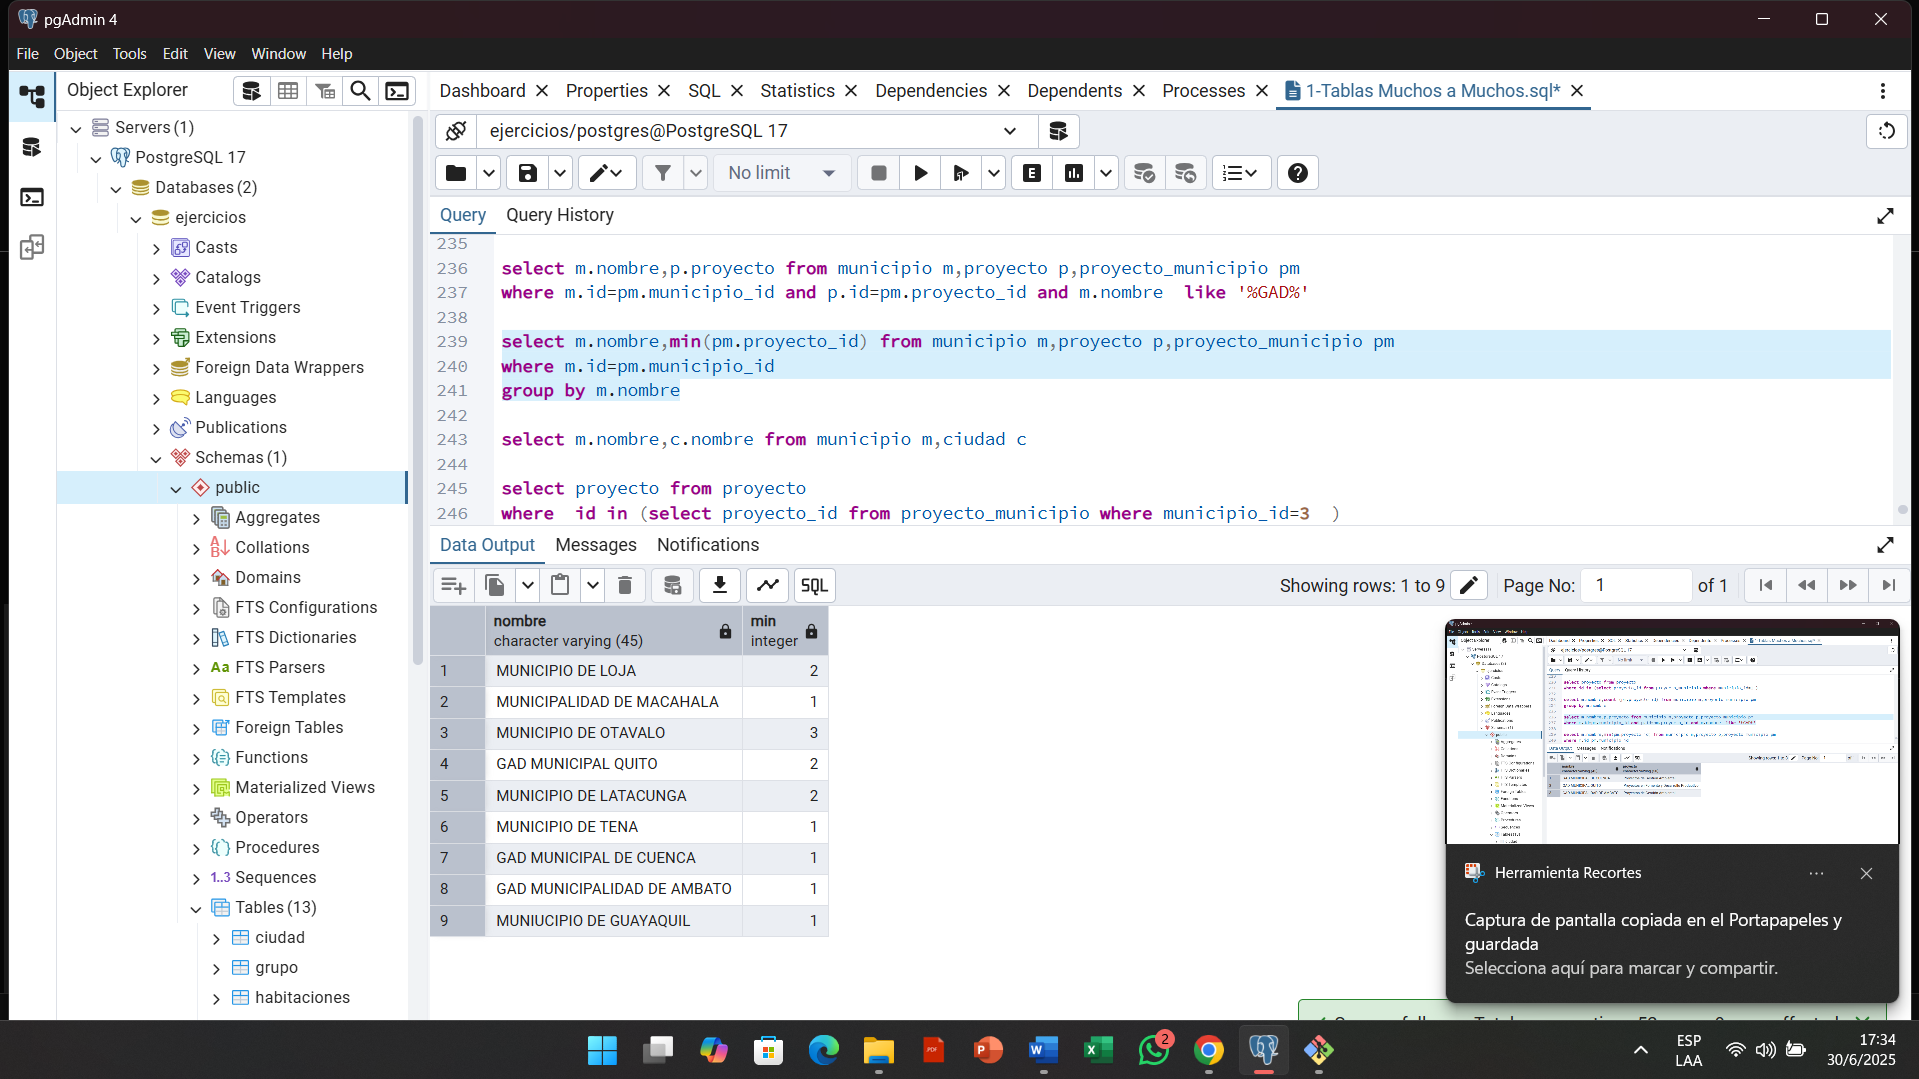 pgAdmin 4
File Object Tools Edit View Window Help
Object Explorer
Dashboard Properties SQL Statistics Dependencies Dependents Processes 1-Tablas Muchos a Muchos.sql*
Servers (1)
PostgreSQL 17
Databases (2)
ejercicios
Casts
Catalogs
Event Triggers
Extensions
Foreign Data Wrappers
Languages
Publications
Schemas (1)
public
Aggregates
Collations
Domains
FTS Configurations
FTS Dictionaries
FTS Parsers
FTS Templates
Foreign Tables
Functions
Materialized Views
Operators
Procedures
Sequences
Tables (13)
ciudad
grupo
habitaciones
ejercicios/postgres@PostgreSQL 17
No limit
Query Query History
235
236 select m.nombre,p.proyecto from municipio m,proyecto p,proyecto_municipio pm
237 where m.id=pm.municipio_id and p.id=pm.proyecto_id and m.nombre  like '%GAD%'
238
239 select m.nombre,min(pm.proyecto_id) from municipio m,proyecto p,proyecto_municipio pm
240 where m.id=pm.municipio_id
241 group by m.nombre
242
243 select m.nombre,c.nombre from municipio m,ciudad c
244
245 select proyecto from proyecto
246 where  id in (select proyecto_id from proyecto_municipio where municipio_id=3  )
Data Output Messages Notifications
SQL
Showing rows: 1 to 9 Page No: 1 of 1
nombre min
character varying (45) integer
1 MUNICIPIO DE LOJA 2
2 MUNICIPALIDAD DE MACAHALA 1
3 MUNICIPIO DE OTAVALO 3
4 GAD MUNICIPAL QUITO 2
5 MUNICIPIO DE LATACUNGA 2
6 MUNICIPIO DE TENA 1
7 GAD MUNICIPAL DE CUENCA 1
8 GAD MUNICIPALIDAD DE AMBATO 1
9 MUNIUCIPIO DE GUAYAQUIL 1
Herramienta Recortes
Captura de pantalla copiada en el Portapapeles y
guardada
Selecciona aquí para marcar y compartir.
2
ESP
LAA
17:34
30/6/2025